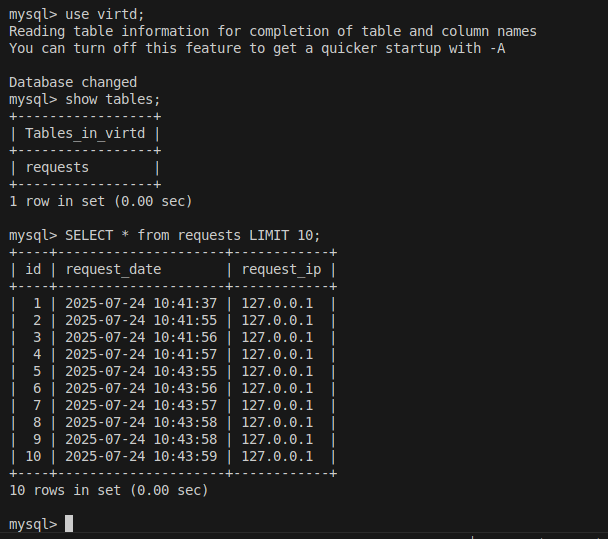 mysql> use virtd;
Reading table information for completion of table and column names
You can turn off this feature to get a quicker startup with -A

Database changed
mysql> show tables;
+-----------------+
| Tables_in_virtd |
+-----------------+
| requests        |
+-----------------+
1 row in set (0.00 sec)

mysql> SELECT * from requests LIMIT 10;
+----+---------------------+------------+
| id | request_date        | request_ip |
+----+---------------------+------------+
|  1 | 2025-07-24 10:41:37 | 127.0.0.1  |
|  2 | 2025-07-24 10:41:55 | 127.0.0.1  |
|  3 | 2025-07-24 10:41:56 | 127.0.0.1  |
|  4 | 2025-07-24 10:41:57 | 127.0.0.1  |
|  5 | 2025-07-24 10:43:55 | 127.0.0.1  |
|  6 | 2025-07-24 10:43:56 | 127.0.0.1  |
|  7 | 2025-07-24 10:43:57 | 127.0.0.1  |
|  8 | 2025-07-24 10:43:58 | 127.0.0.1  |
|  9 | 2025-07-24 10:43:58 | 127.0.0.1  |
| 10 | 2025-07-24 10:43:59 | 127.0.0.1  |
+----+---------------------+------------+
10 rows in set (0.00 sec)

mysql>